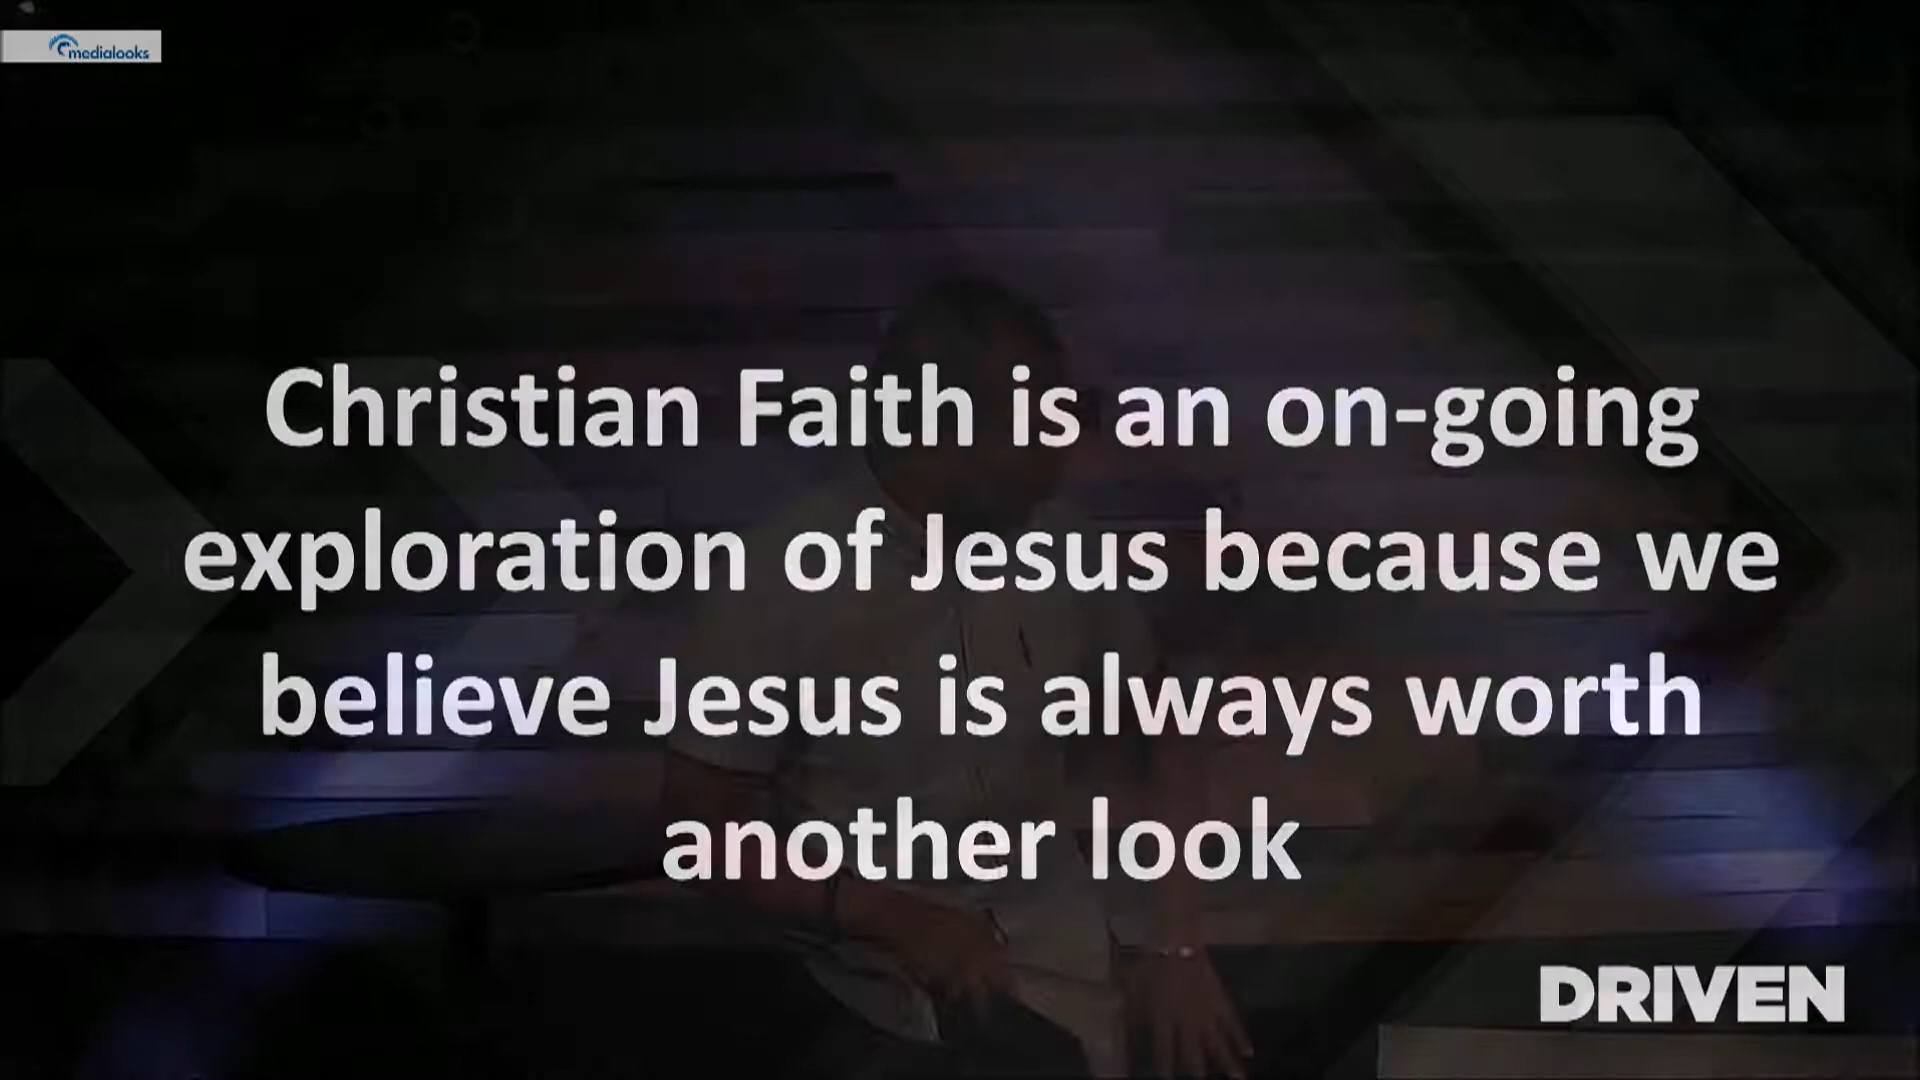 medialooks
Christian Faith is an on-going
exploration of Jesus because we
believe Jesus is always worth
another look
DRIVEN